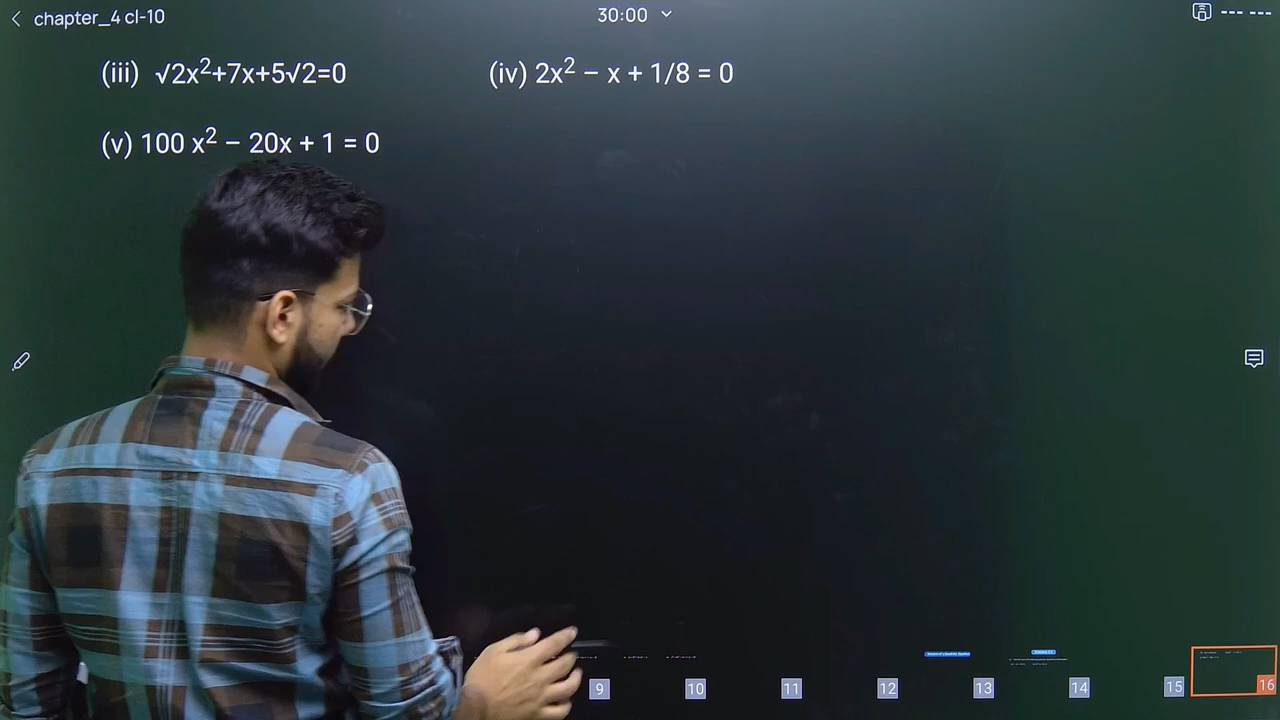 chapter_4 cl-10
30:00
(iii) √2x²+7x+5√2=0 (iv) 2x² – x + 1/8 = 0
(v) 100 x² – 20x + 1 = 0
9 10 11 12 13 14 15 16